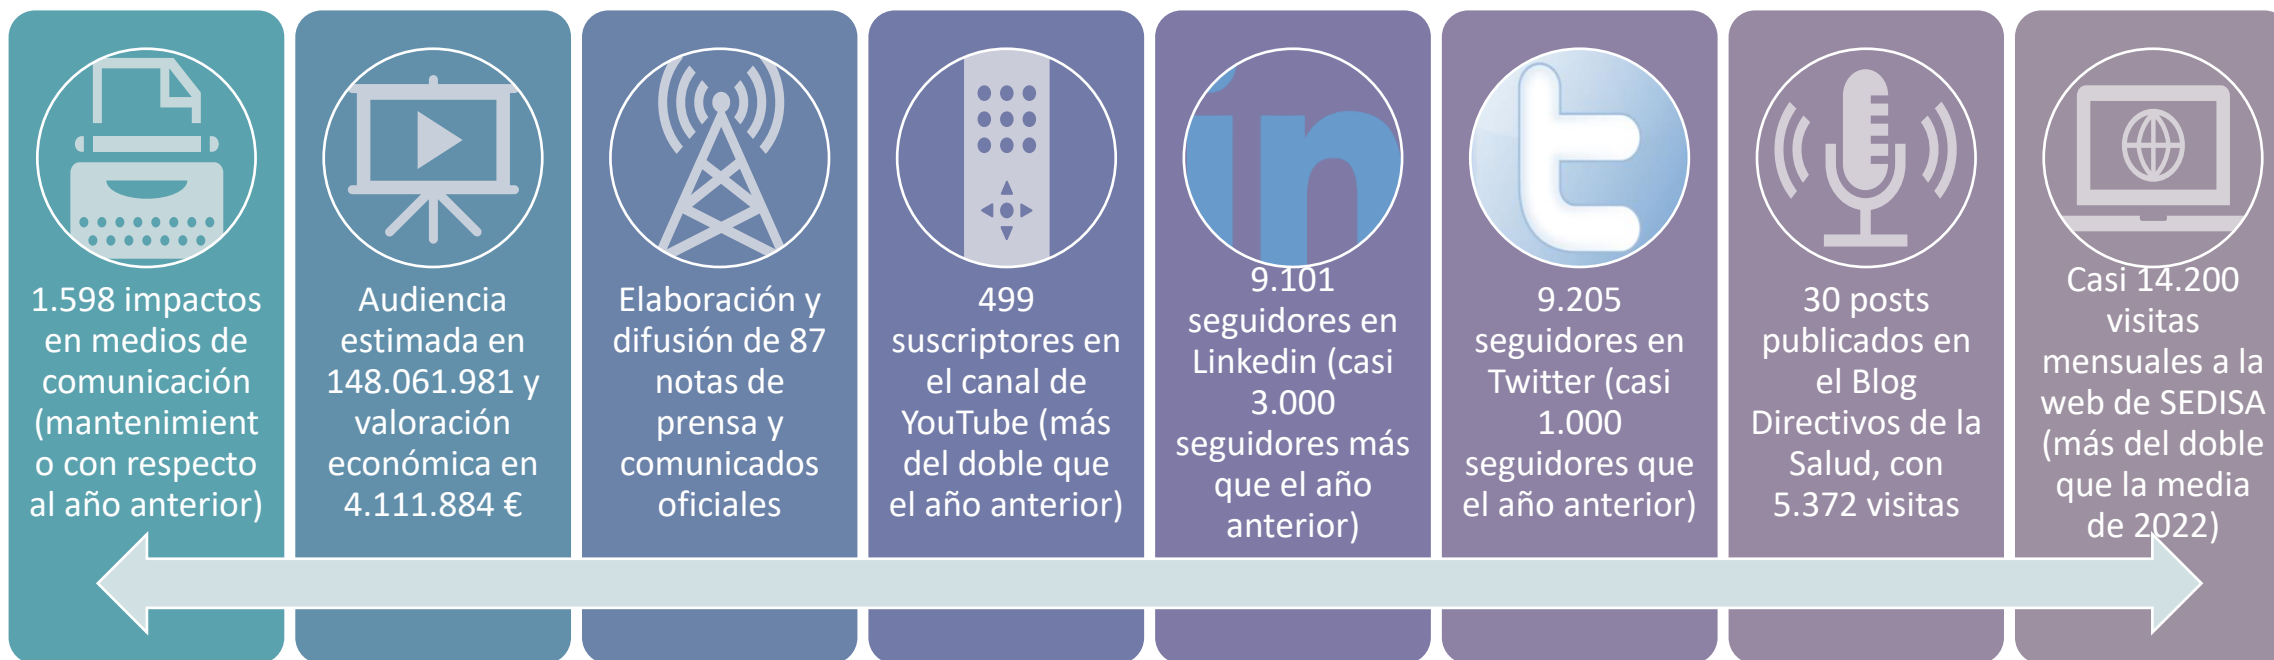 1.598 impactos
en medios de
comunicación
(mantenimient
o con respecto
al año anterior)
Audiencia
estimada en
148.061.981 y
valoración
económica en
4.111.884 €
Elaboración y
difusión de 87
notas de
prensa y
comunicados
oficiales
499
suscriptores en
el canal de
YouTube (más
del doble que
el año anterior)
in
9.101
seguidores en
Linkedin (casi
3.000
seguidores más
que el año
anterior)
t
9.205
seguidores en
Twitter (casi
1.000
seguidores que
el año anterior)
30 posts
publicados en
el Blog
Directivos de la
Salud, con
5.372 visitas
Casi 14.200
visitas
mensuales a la
web de SEDISA
(más del doble
que la media
de 2022)